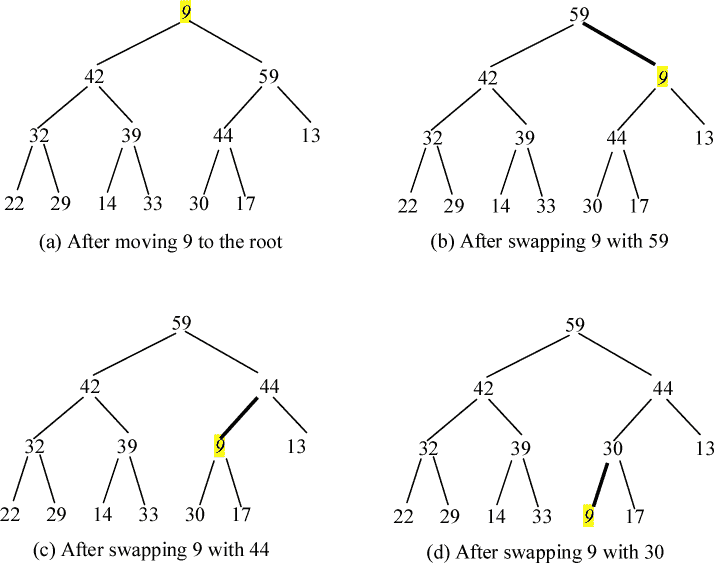 9
42 59
32 39 44 13
22 29 14 33 30 17
(a) After moving 9 to the root
59
42 9
32 39 44 13
22 29 14 33 30 17
(b) After swapping 9 with 59
59
42 44
32 39 9 13
22 29 14 33 30 17
(c) After swapping 9 with 44
59
42 44
32 39 30 13
22 29 14 33 9 17
(d) After swapping 9 with 30